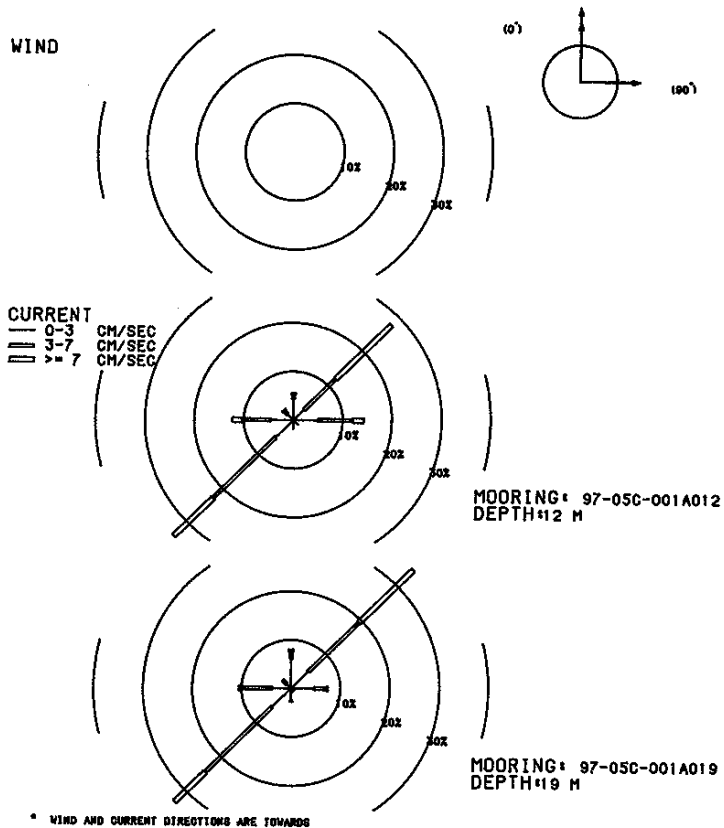 WIND
(0°)
(90°)
10%
20%
30%
CURRENT
0-3 CM/SEC
3-7 CM/SEC
>= 7 CM/SEC
10%
20%
30%
MOORING: 97-05C-001A012
DEPTH:12 M
10%
20%
30%
MOORING: 97-05C-001A019
DEPTH:19 M
* WIND AND CURRENT DIRECTIONS ARE TOWARDS